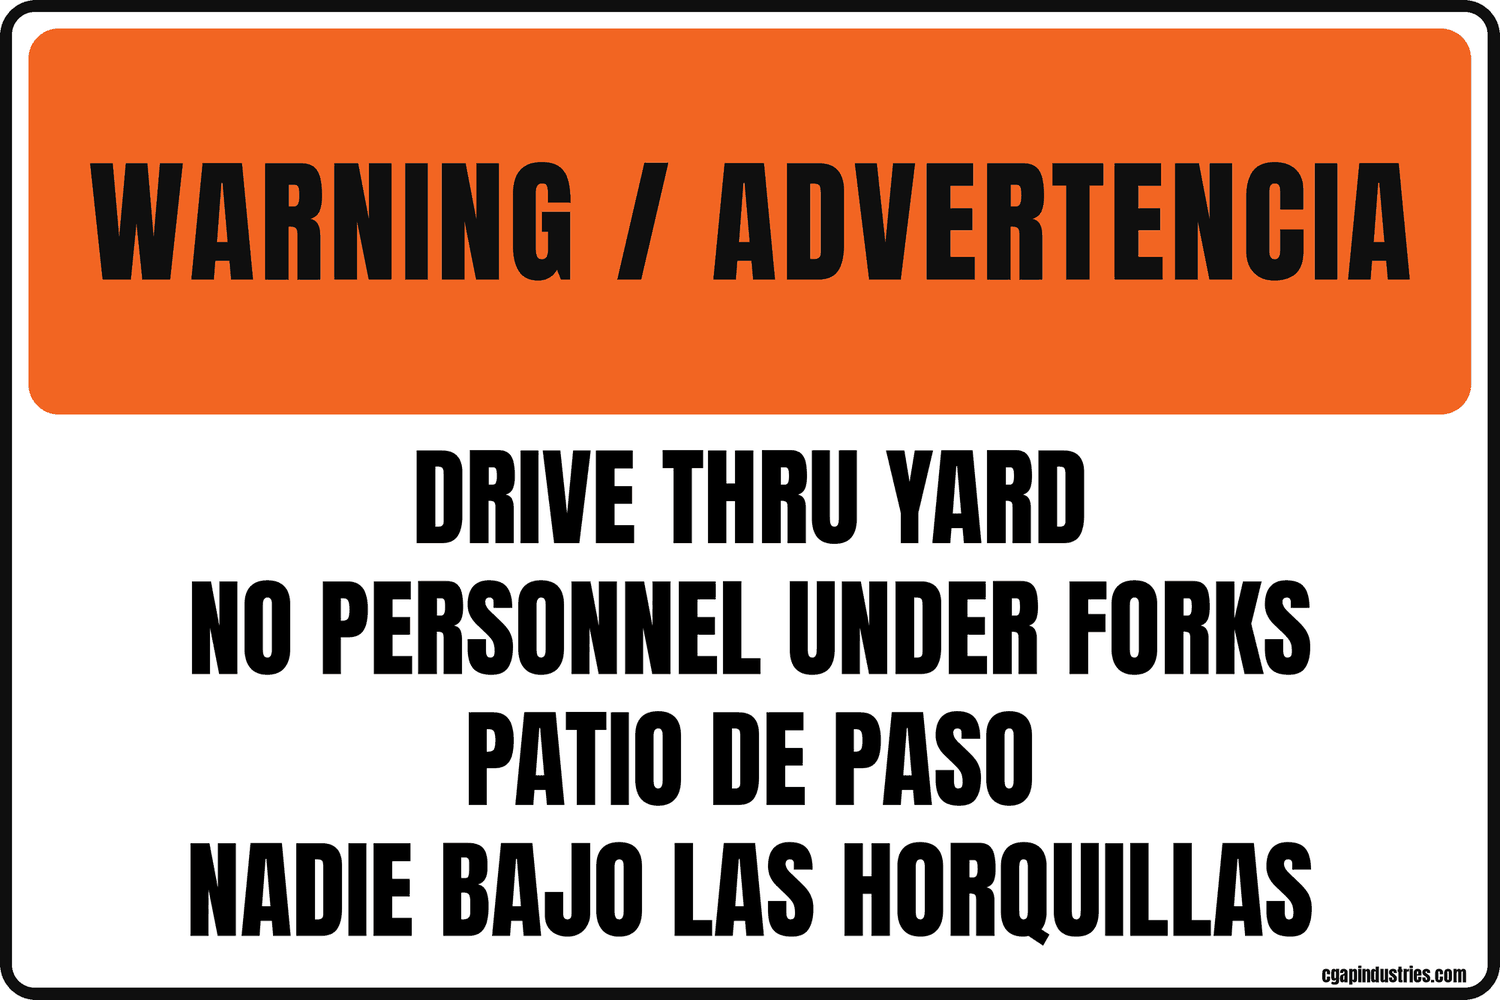 WARNING / ADVERTENCIA
DRIVE THRU YARD
NO PERSONNEL UNDER FORKS
PATIO DE PASO
NADIE BAJO LAS HORQUILLAS
cgapindustries.com